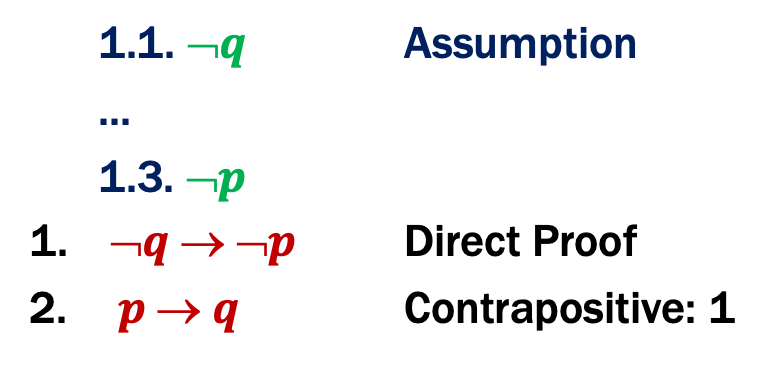 1.1. ¬q Assumption
...
1.3. ¬p
1. ¬q → ¬p Direct Proof
2. p → q Contrapositive: 1